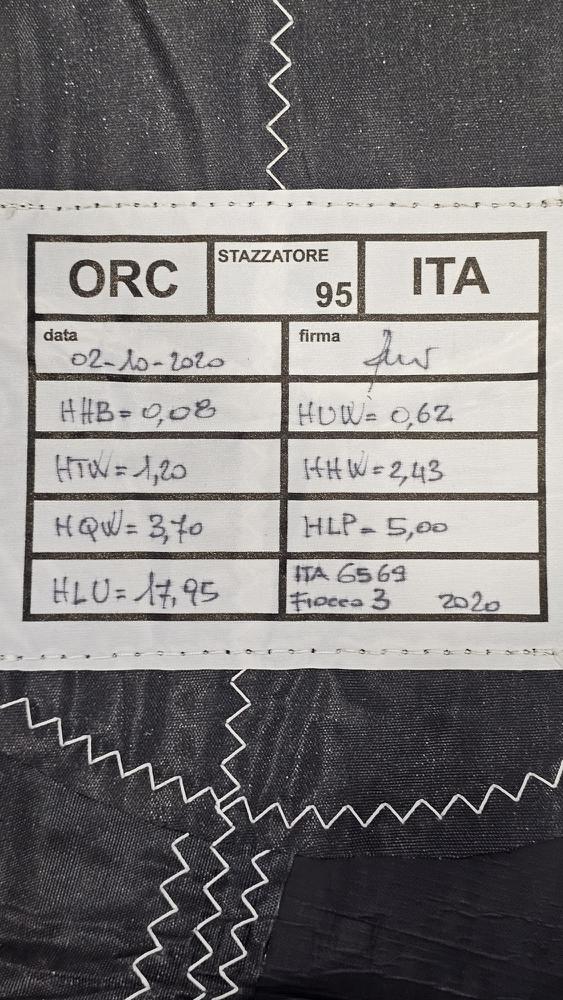 ORC
STAZZATORE
95
ITA
data
02-10-2020
firma
HHB = 0,08
HUW = 0,62
HTW = 1,20
HHW = 2,43
HQW = 3,70
HLP = 5,00
HLU = 17,95
ITA 6569
Fiocco 3 2020